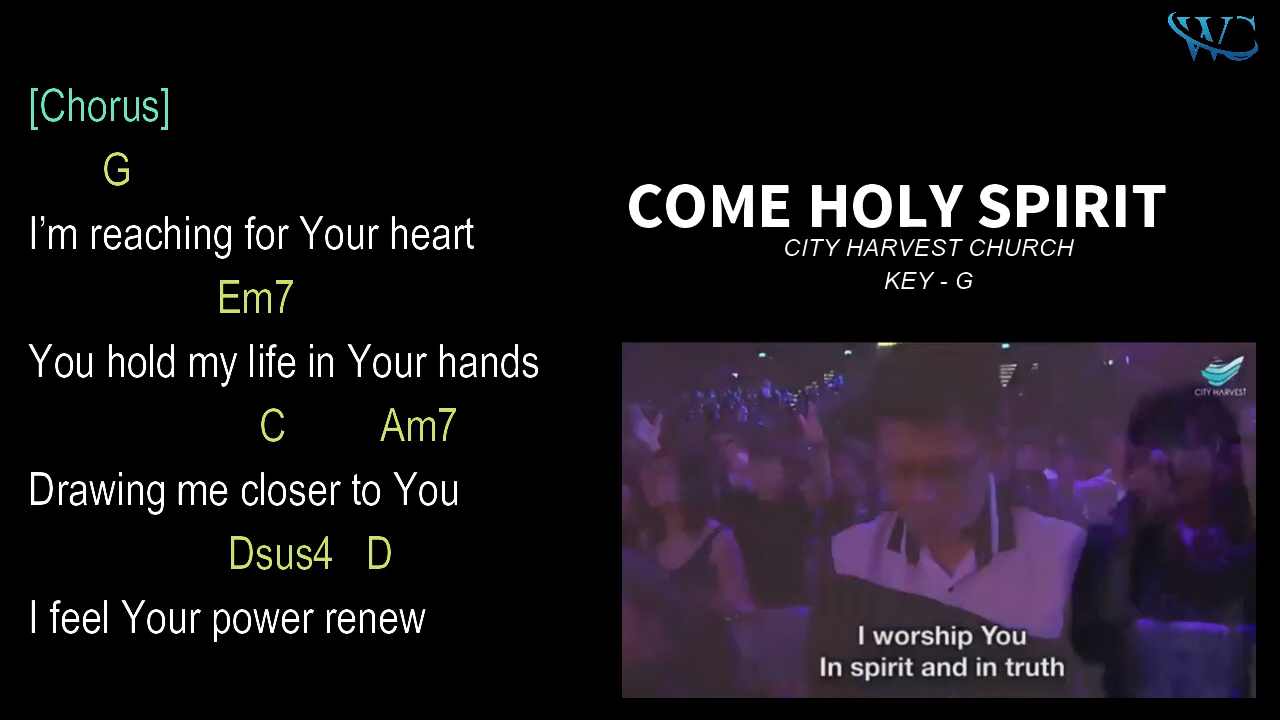 WC
[Chorus]
G
I’m reaching for Your heart
Em7
You hold my life in Your hands
C Am7
Drawing me closer to You
Dsus4 D
I feel Your power renew
COME HOLY SPIRIT
CITY HARVEST CHURCH
KEY - G
CITY HARVEST
I worship You
In spirit and in truth